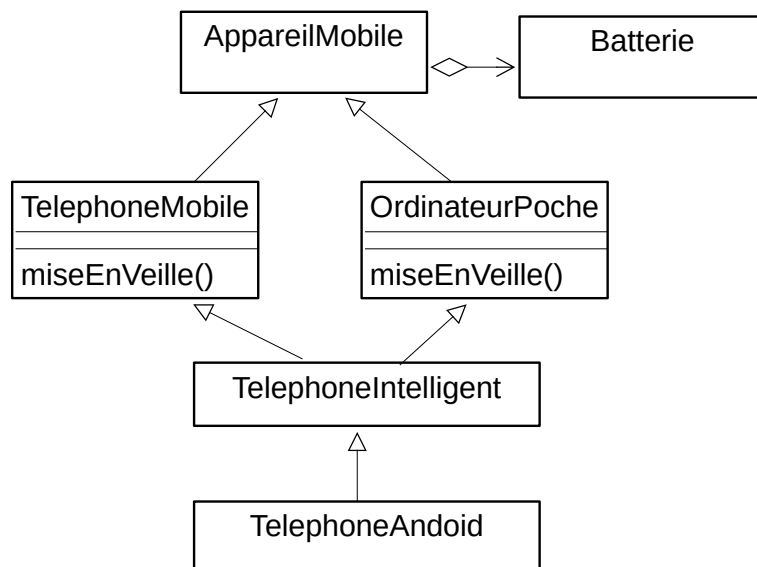 AppareilMobile
Batterie
TelephoneMobile
miseEnVeille()
OrdinateurPoche
miseEnVeille()
TelephoneIntelligent
TelephoneAndoid